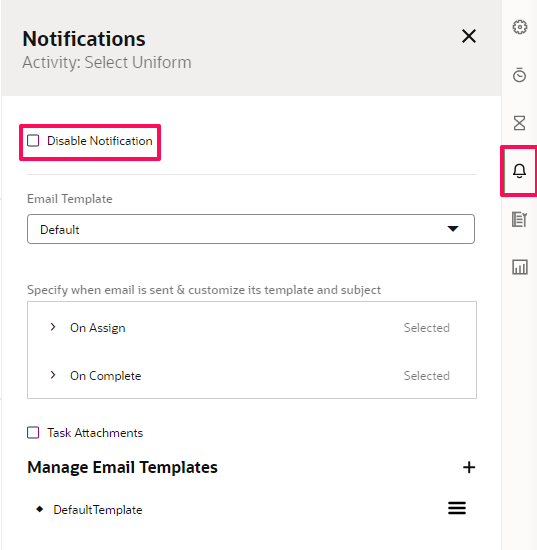 Notifications
Activity: Select Uniform
Disable Notification
Email Template
Default
Specify when email is sent & customize its template and subject
On Assign Selected
On Complete Selected
Task Attachments
Manage Email Templates
DefaultTemplate